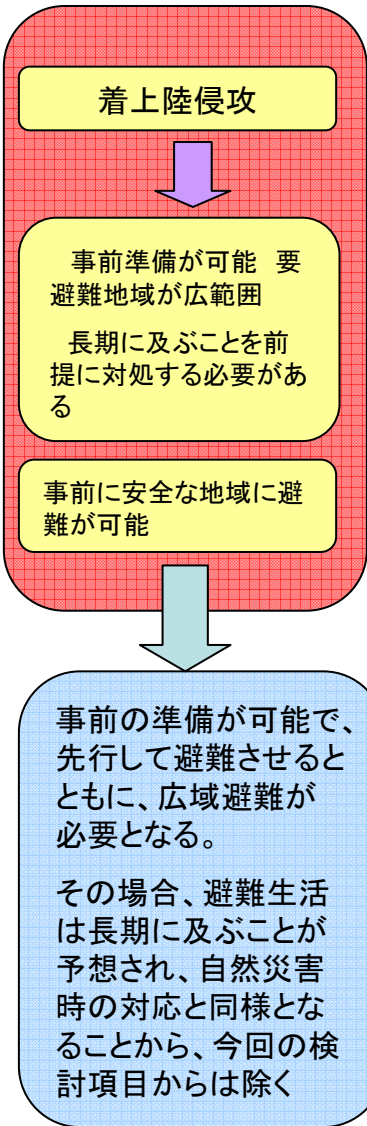 着上陸侵攻
事前準備が可能 要
避難地域が広範囲
長期に及ぶことを前
提に対処する必要があ
る
事前に安全な地域に避
難が可能
事前の準備が可能で、
先行して避難させると
ともに、広域避難が
必要となる。
その場合、避難生活
は長期に及ぶことが
予想され、自然災害
時の対応と同様とな
ることから、今回の検
討項目からは除く